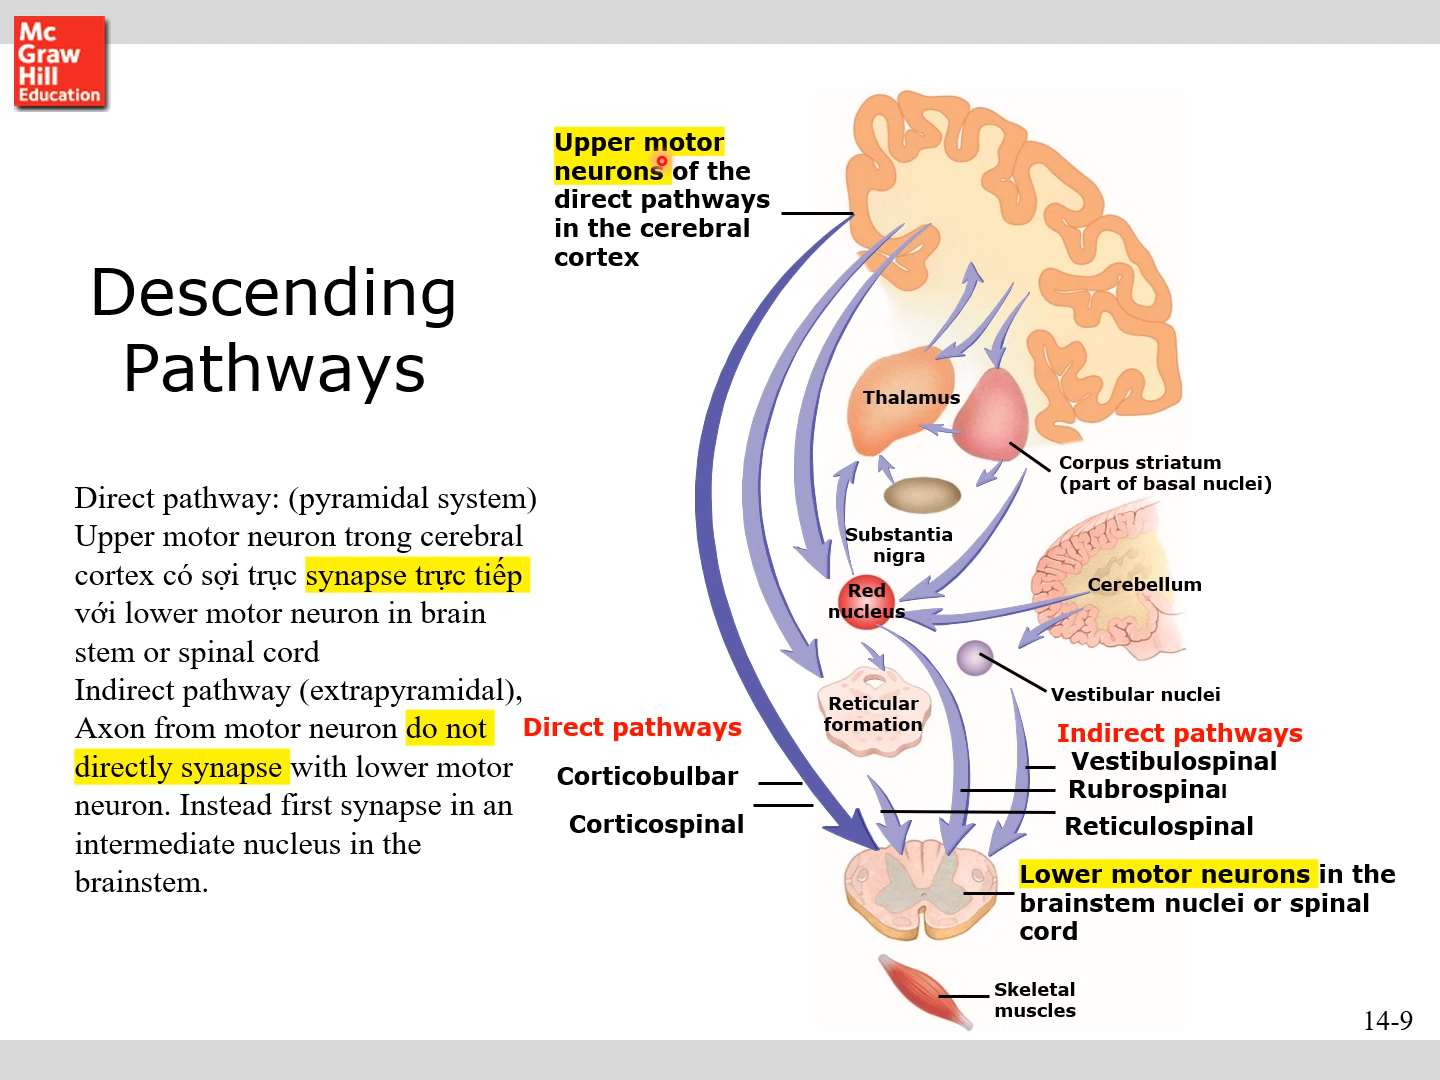 Mc
Graw
Hill
Education
Descending
Pathways
Direct pathway: (pyramidal system)
Upper motor neuron trong cerebral
cortex có sợi trục synapse trực tiếp
với lower motor neuron in brain
stem or spinal cord
Indirect pathway (extrapyramidal),
Axon from motor neuron do not
directly synapse with lower motor
neuron. Instead first synapse in an
intermediate nucleus in the
brainstem.
Upper motor
neurons of the
direct pathways
in the cerebral
cortex
Thalamus
Corpus striatum
(part of basal nuclei)
Substantia
nigra
Red
nucleus
Cerebellum
Vestibular nuclei
Reticular
formation
Direct pathways
Corticobulbar
Corticospinal
Indirect pathways
Vestibulospinal
Rubrospinal
Reticulospinal
Lower motor neurons in the
brainstem nuclei or spinal
cord
Skeletal
muscles
14-9